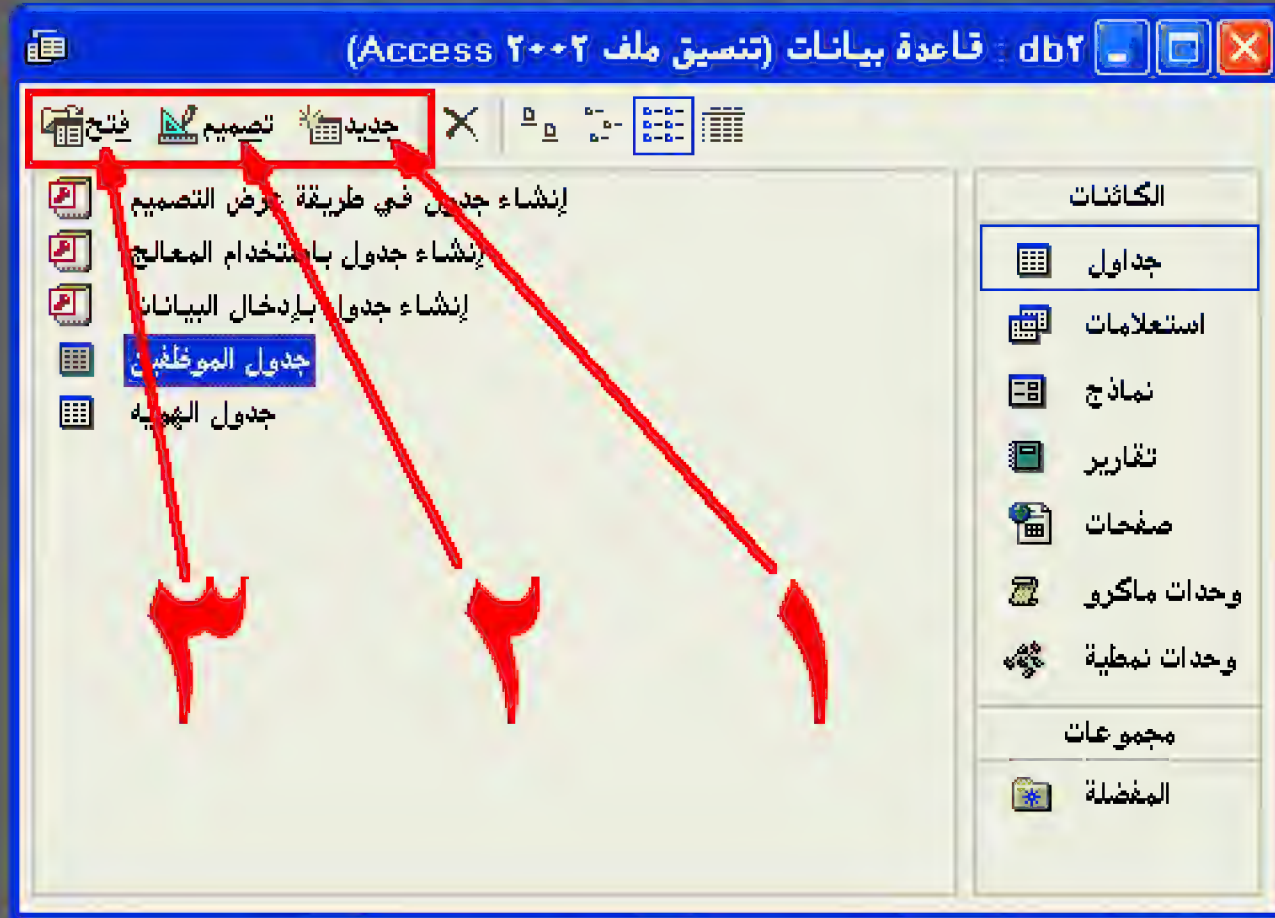 db٢ : قاعدة بيانات (تنسيق ملف Access ٢٠٠٢)
فتح تصميم جديد
الكائنات
جداول
استعلامات
نماذج
تقارير
صفحات
وحدات ماكرو
وحدات نمطية
مجموعات
المفضلة
إنشاء جدول في طريقة عرض التصميم
إنشاء جدول باستخدام المعالج
إنشاء جدول بإدخال البيانات
جدول الموظفين
جدول الهويه
١ ٢ ٣